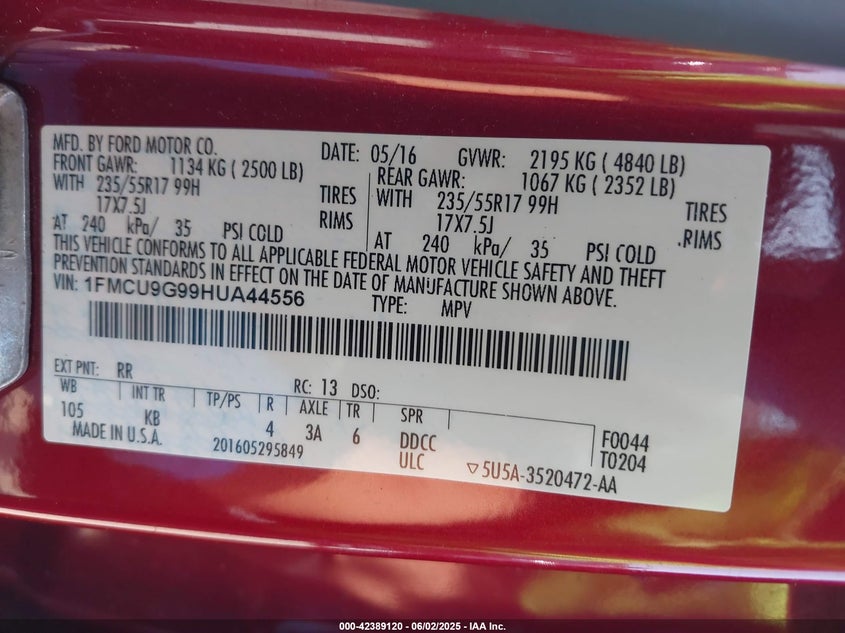 MFD. BY FORD MOTOR CO. DATE: 05/16 GVWR: 2195 KG ( 4840 LB)
FRONT GAWR: 1134 KG ( 2500 LB) REAR GAWR: 1067 KG ( 2352 LB)
WITH 235/55R17 99H TIRES WITH 235/55R17 99H TIRES
17X7.5J RIMS 17X7.5J RIMS
AT 240 kPa/ 35 PSI COLD AT 240 kPa/ 35 PSI COLD
THIS VEHICLE CONFORMS TO ALL APPLICABLE FEDERAL MOTOR VEHICLE SAFETY AND THEFT
PREVENTION STANDARDS IN EFFECT ON THE DATE OF MANUFACTURE SHOWN ABOVE.
VIN: 1FMCU9G99HUA44556 TYPE: MPV
EXT PNT: RR RC: 13 DSO:
WB INT TR TP/PS R AXLE TR SPR
105 KB 4 3A 6 DDCC F0044
MADE IN U.S.A. 201605295849 ULC T0204
▽5U5A-3520472-AA
000-42389120 - 06/02/2025 - IAA Inc.